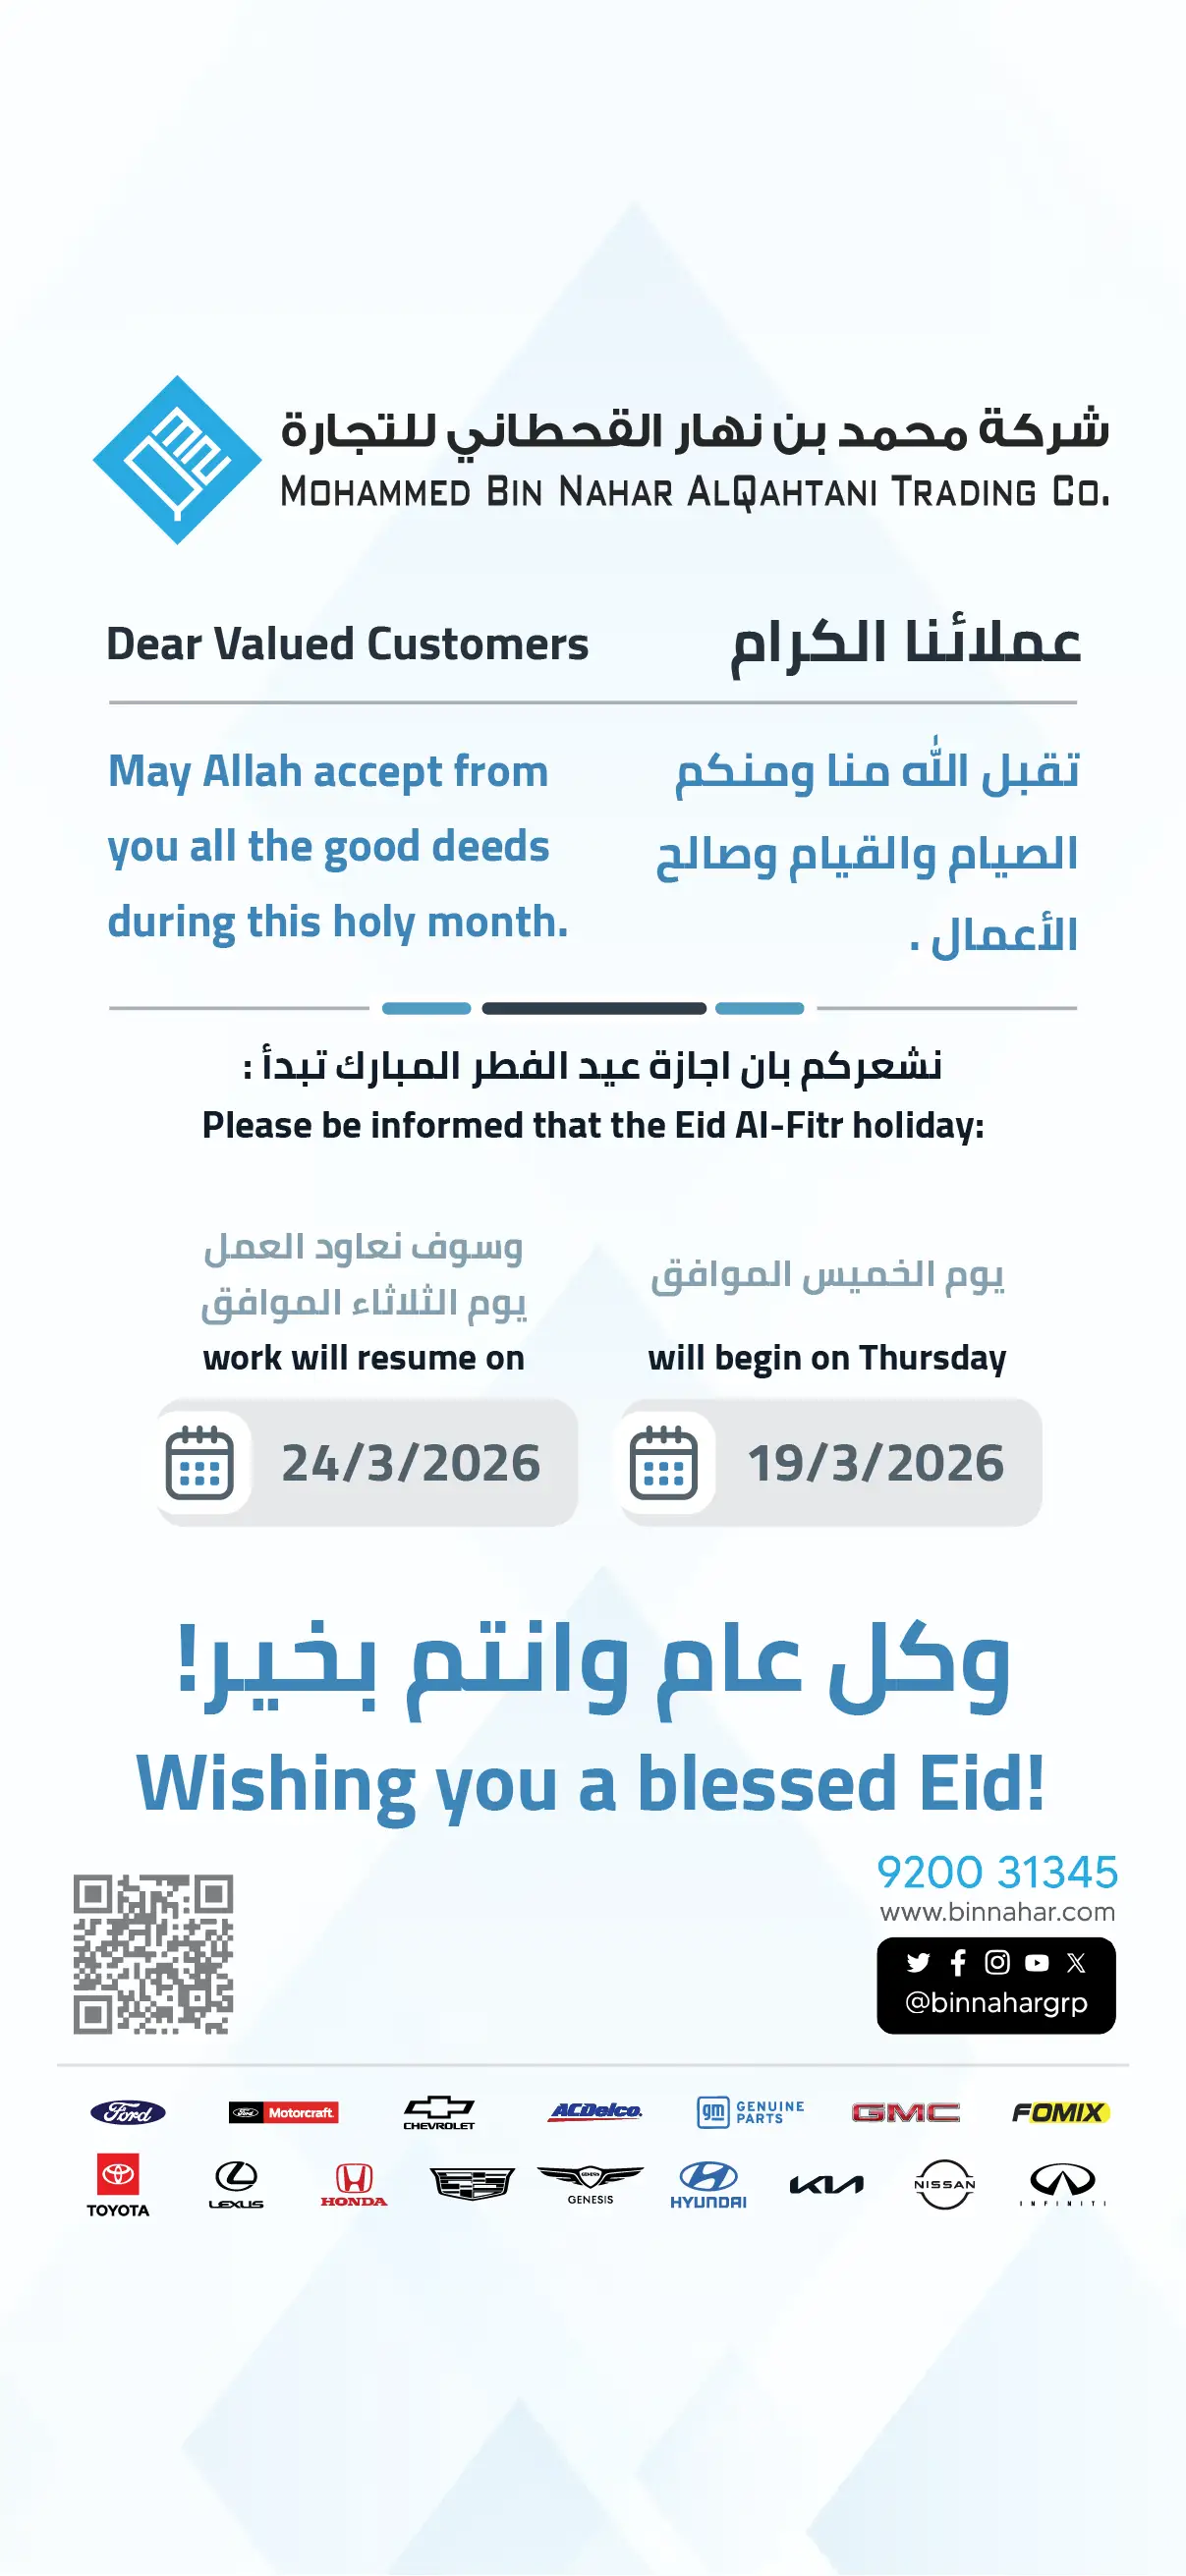 شركة محمد بن نهار القحطاني للتجارة
MOHAMMED BIN NAHAR ALQAHTANI TRADING CO.
عملائنا الكرام
Dear Valued Customers
تقبل الله منا ومنكم
الصيام والقيام وصالح
الأعمال .
May Allah accept from
you all the good deeds
during this holy month.
نشعركم بان اجازة عيد الفطر المبارك تبدأ :
Please be informed that the Eid Al-Fitr holiday:
يوم الخميس الموافق
will begin on Thursday
19/3/2026
وسوف نعاود العمل
يوم الثلاثاء الموافق
work will resume on
24/3/2026
وكل عام وانتم بخير!
Wishing you a blessed Eid!
9200 31345
www.binnahar.com
@binnahargrp
Ford
Ford Motorcraft
CHEVROLET
ACDelco
gm GENUINE
PARTS
GMC
FOMIX
TOYOTA
LEXUS
HONDA
GENESIS
GENESIS
HYUNDAI
KIA
NISSAN
INFINITI